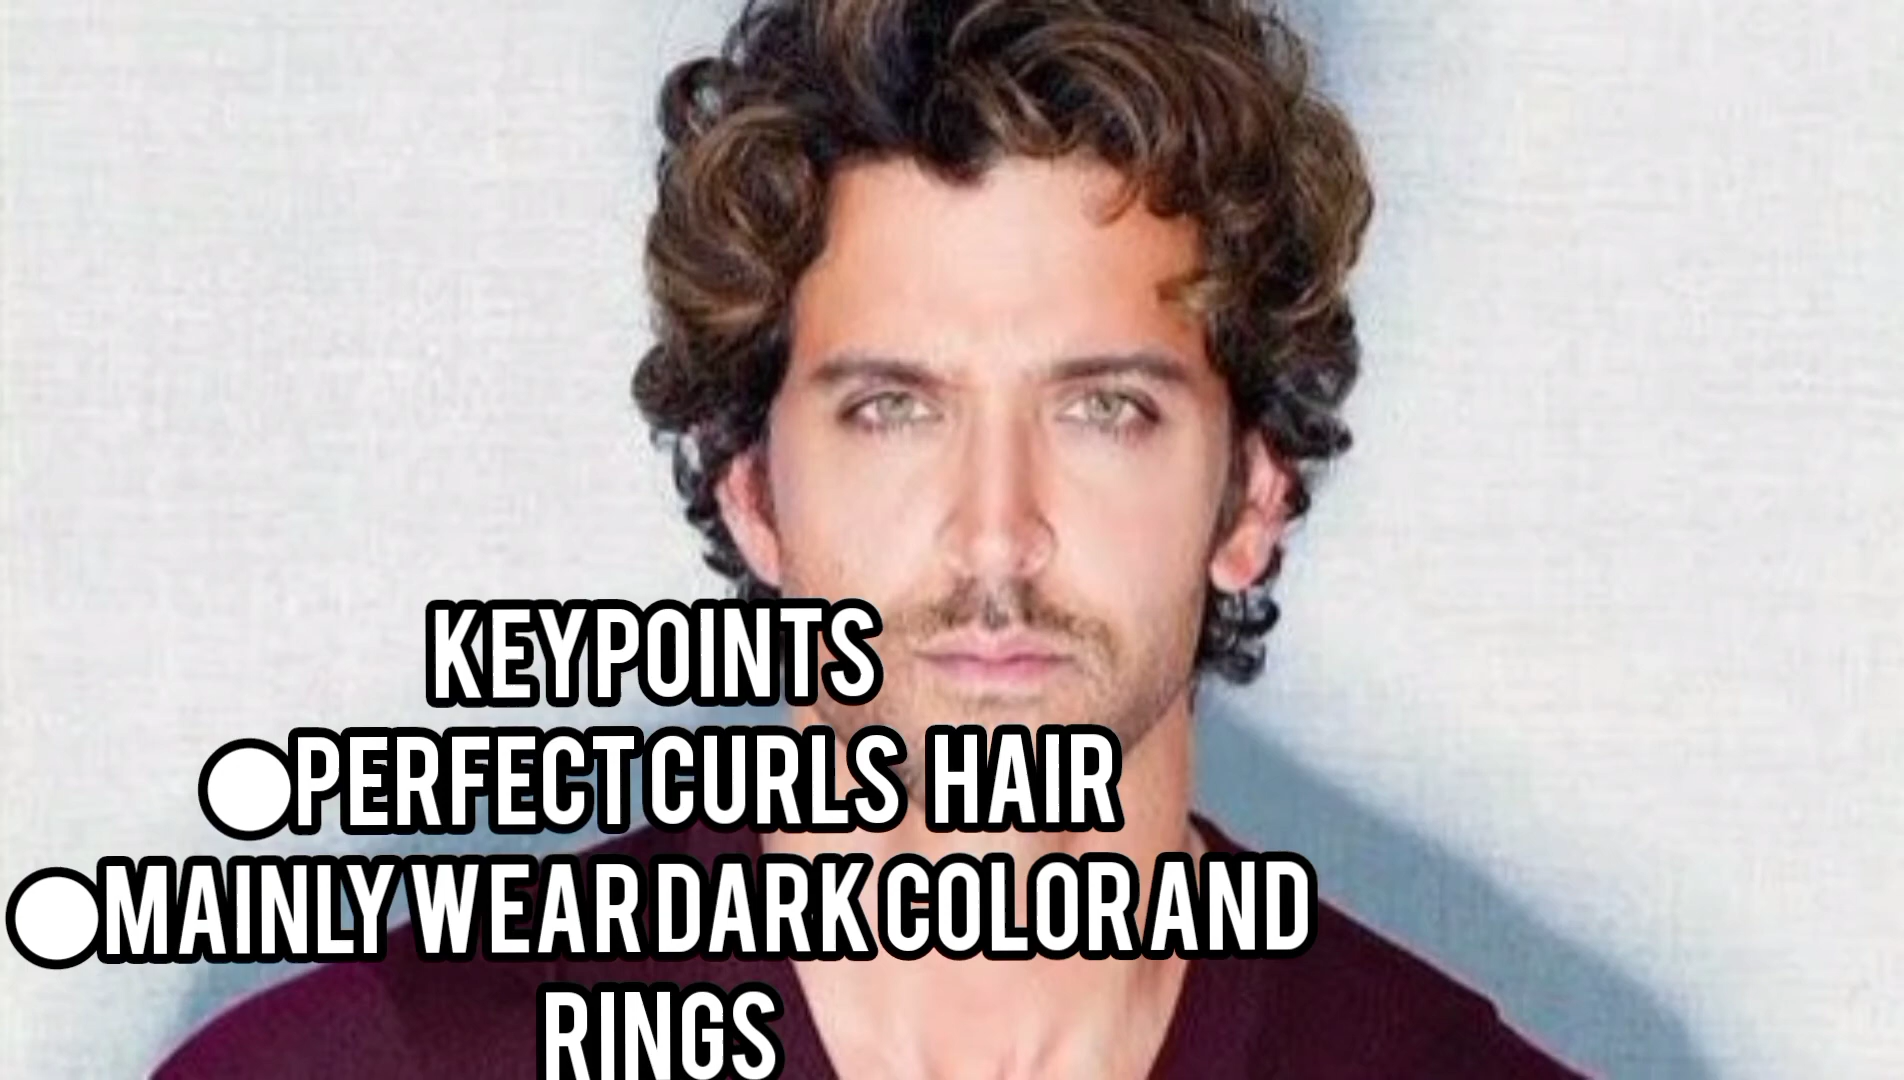 KEYPOINTS
●PERFECT CURLS HAIR
●MAINLY WEAR DARK COLOR AND
RINGS